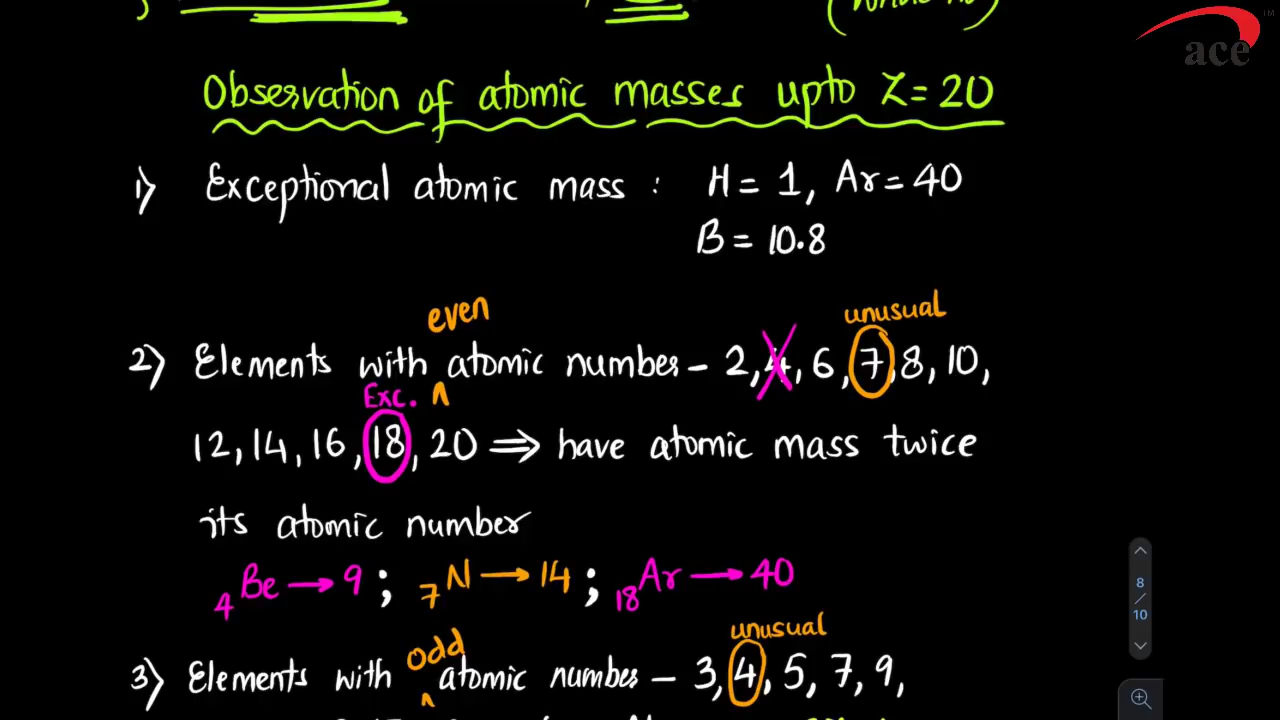 ace
TM
Observation of atomic masses upto Z=20
1) Exceptional atomic mass : H = 1, Ar = 40
B = 10.8
even
unusual
2) Elements with ^ atomic number - 2, 4, 6, 7, 8, 10,
Exc.
12, 14, 16, 18, 20 ⇒ have atomic mass twice
its atomic number
4Be → 9 ; 7N → 14 ; 18Ar → 40
odd
unusual
3) Elements with ^ atomic number - 3, 4, 5, 7, 9,
8
/
10